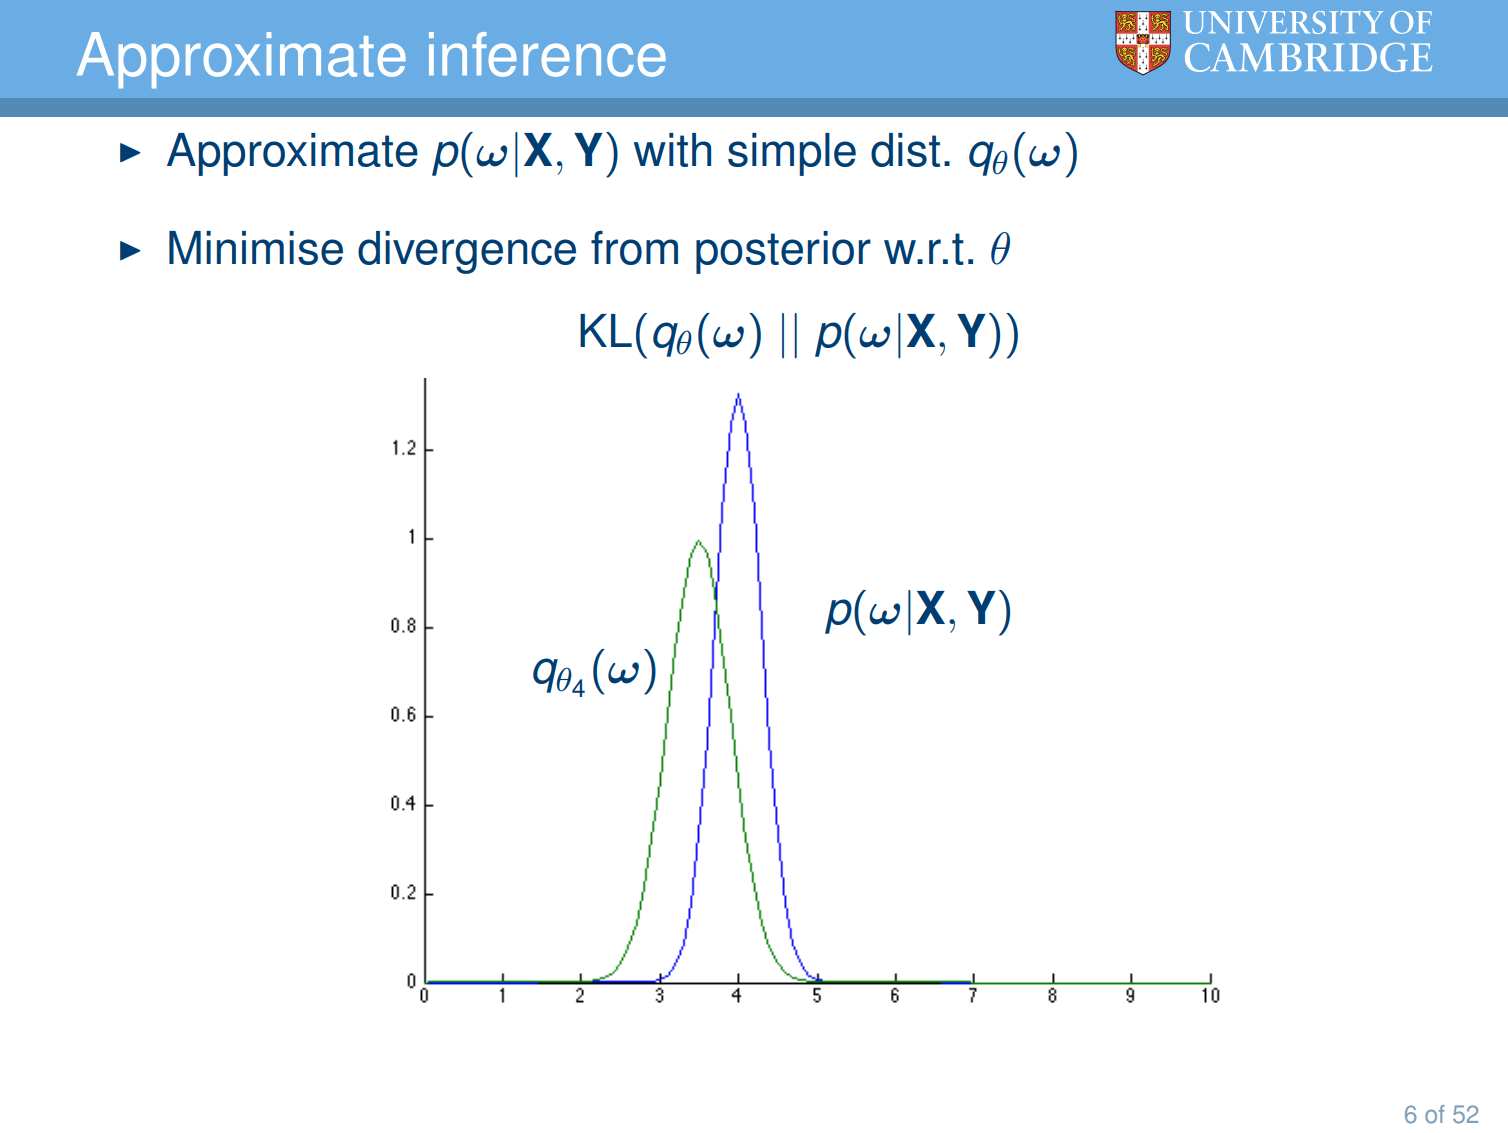 Approximate inference
UNIVERSITY OF
CAMBRIDGE
▶ Approximate p(ω|X, Y) with simple dist. qθ(ω)
▶ Minimise divergence from posterior w.r.t. θ
KL(qθ(ω) || p(ω|X, Y))
1.2
1
0.8
p(ω|X, Y)
qθ4(ω)
0.6
0.4
0.2
0
0 1 2 3 4 5 6 7 8 9 10
6 of 52